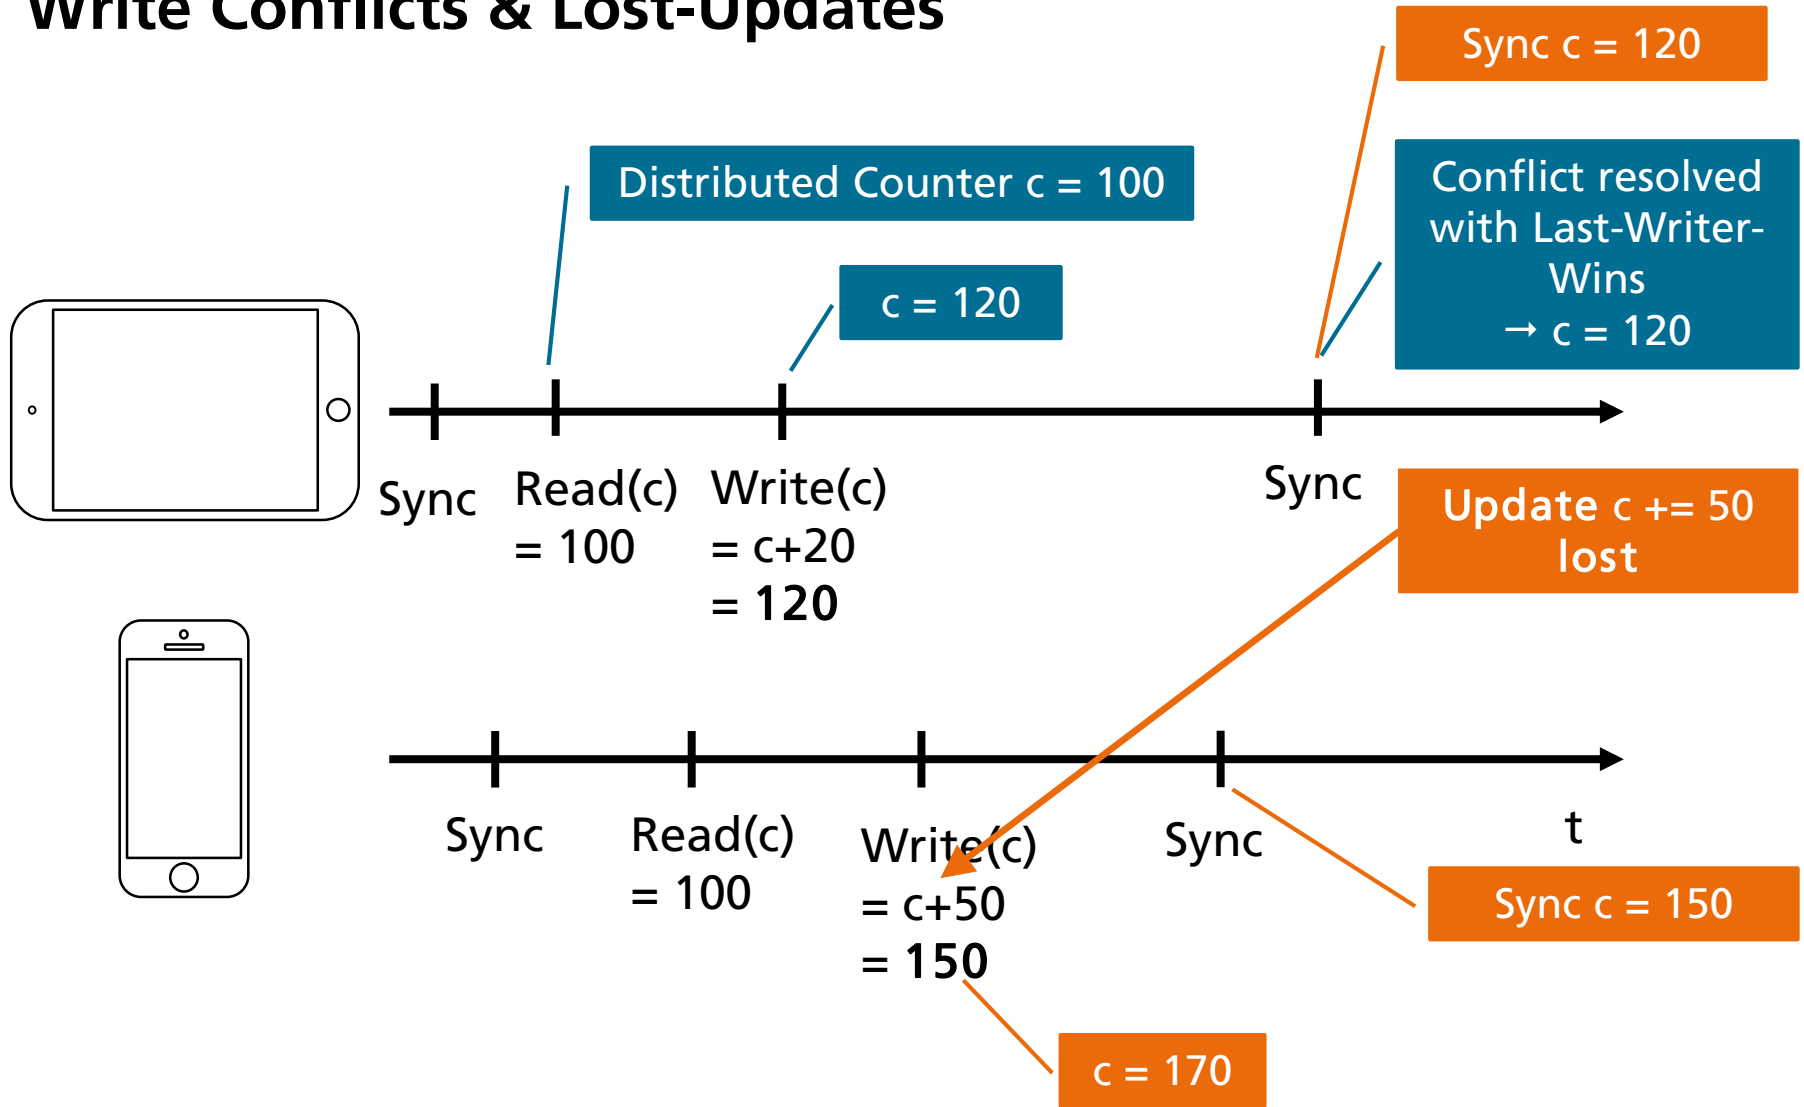 Write Conflicts & Lost-Updates
Sync c = 120
Distributed Counter c = 100
Conflict resolved
with Last-Writer-
Wins
→ c = 120
c = 120
Sync
Read(c)
= 100
Write(c)
= c+20
= 120
Sync
Update c += 50
lost
Sync
Read(c)
= 100
Write(c)
= c+50
= 150
Sync
t
Sync c = 150
c = 170